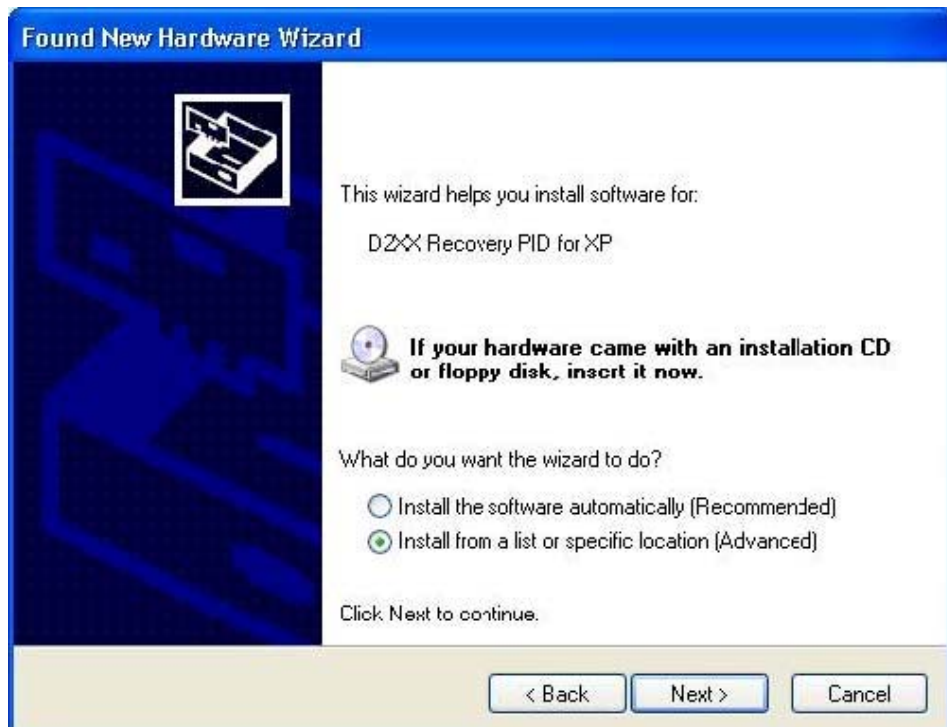 Found New Hardware Wizard
This wizard helps you install software for:
D2XX Recovery PID for XP
If your hardware came with an installation CD
or floppy disk, insert it now.
What do you want the wizard to do?
Install the software automatically (Recommended)
Install from a list or specific location (Advanced)
Click Next to continue.
< Back
Next >
Cancel